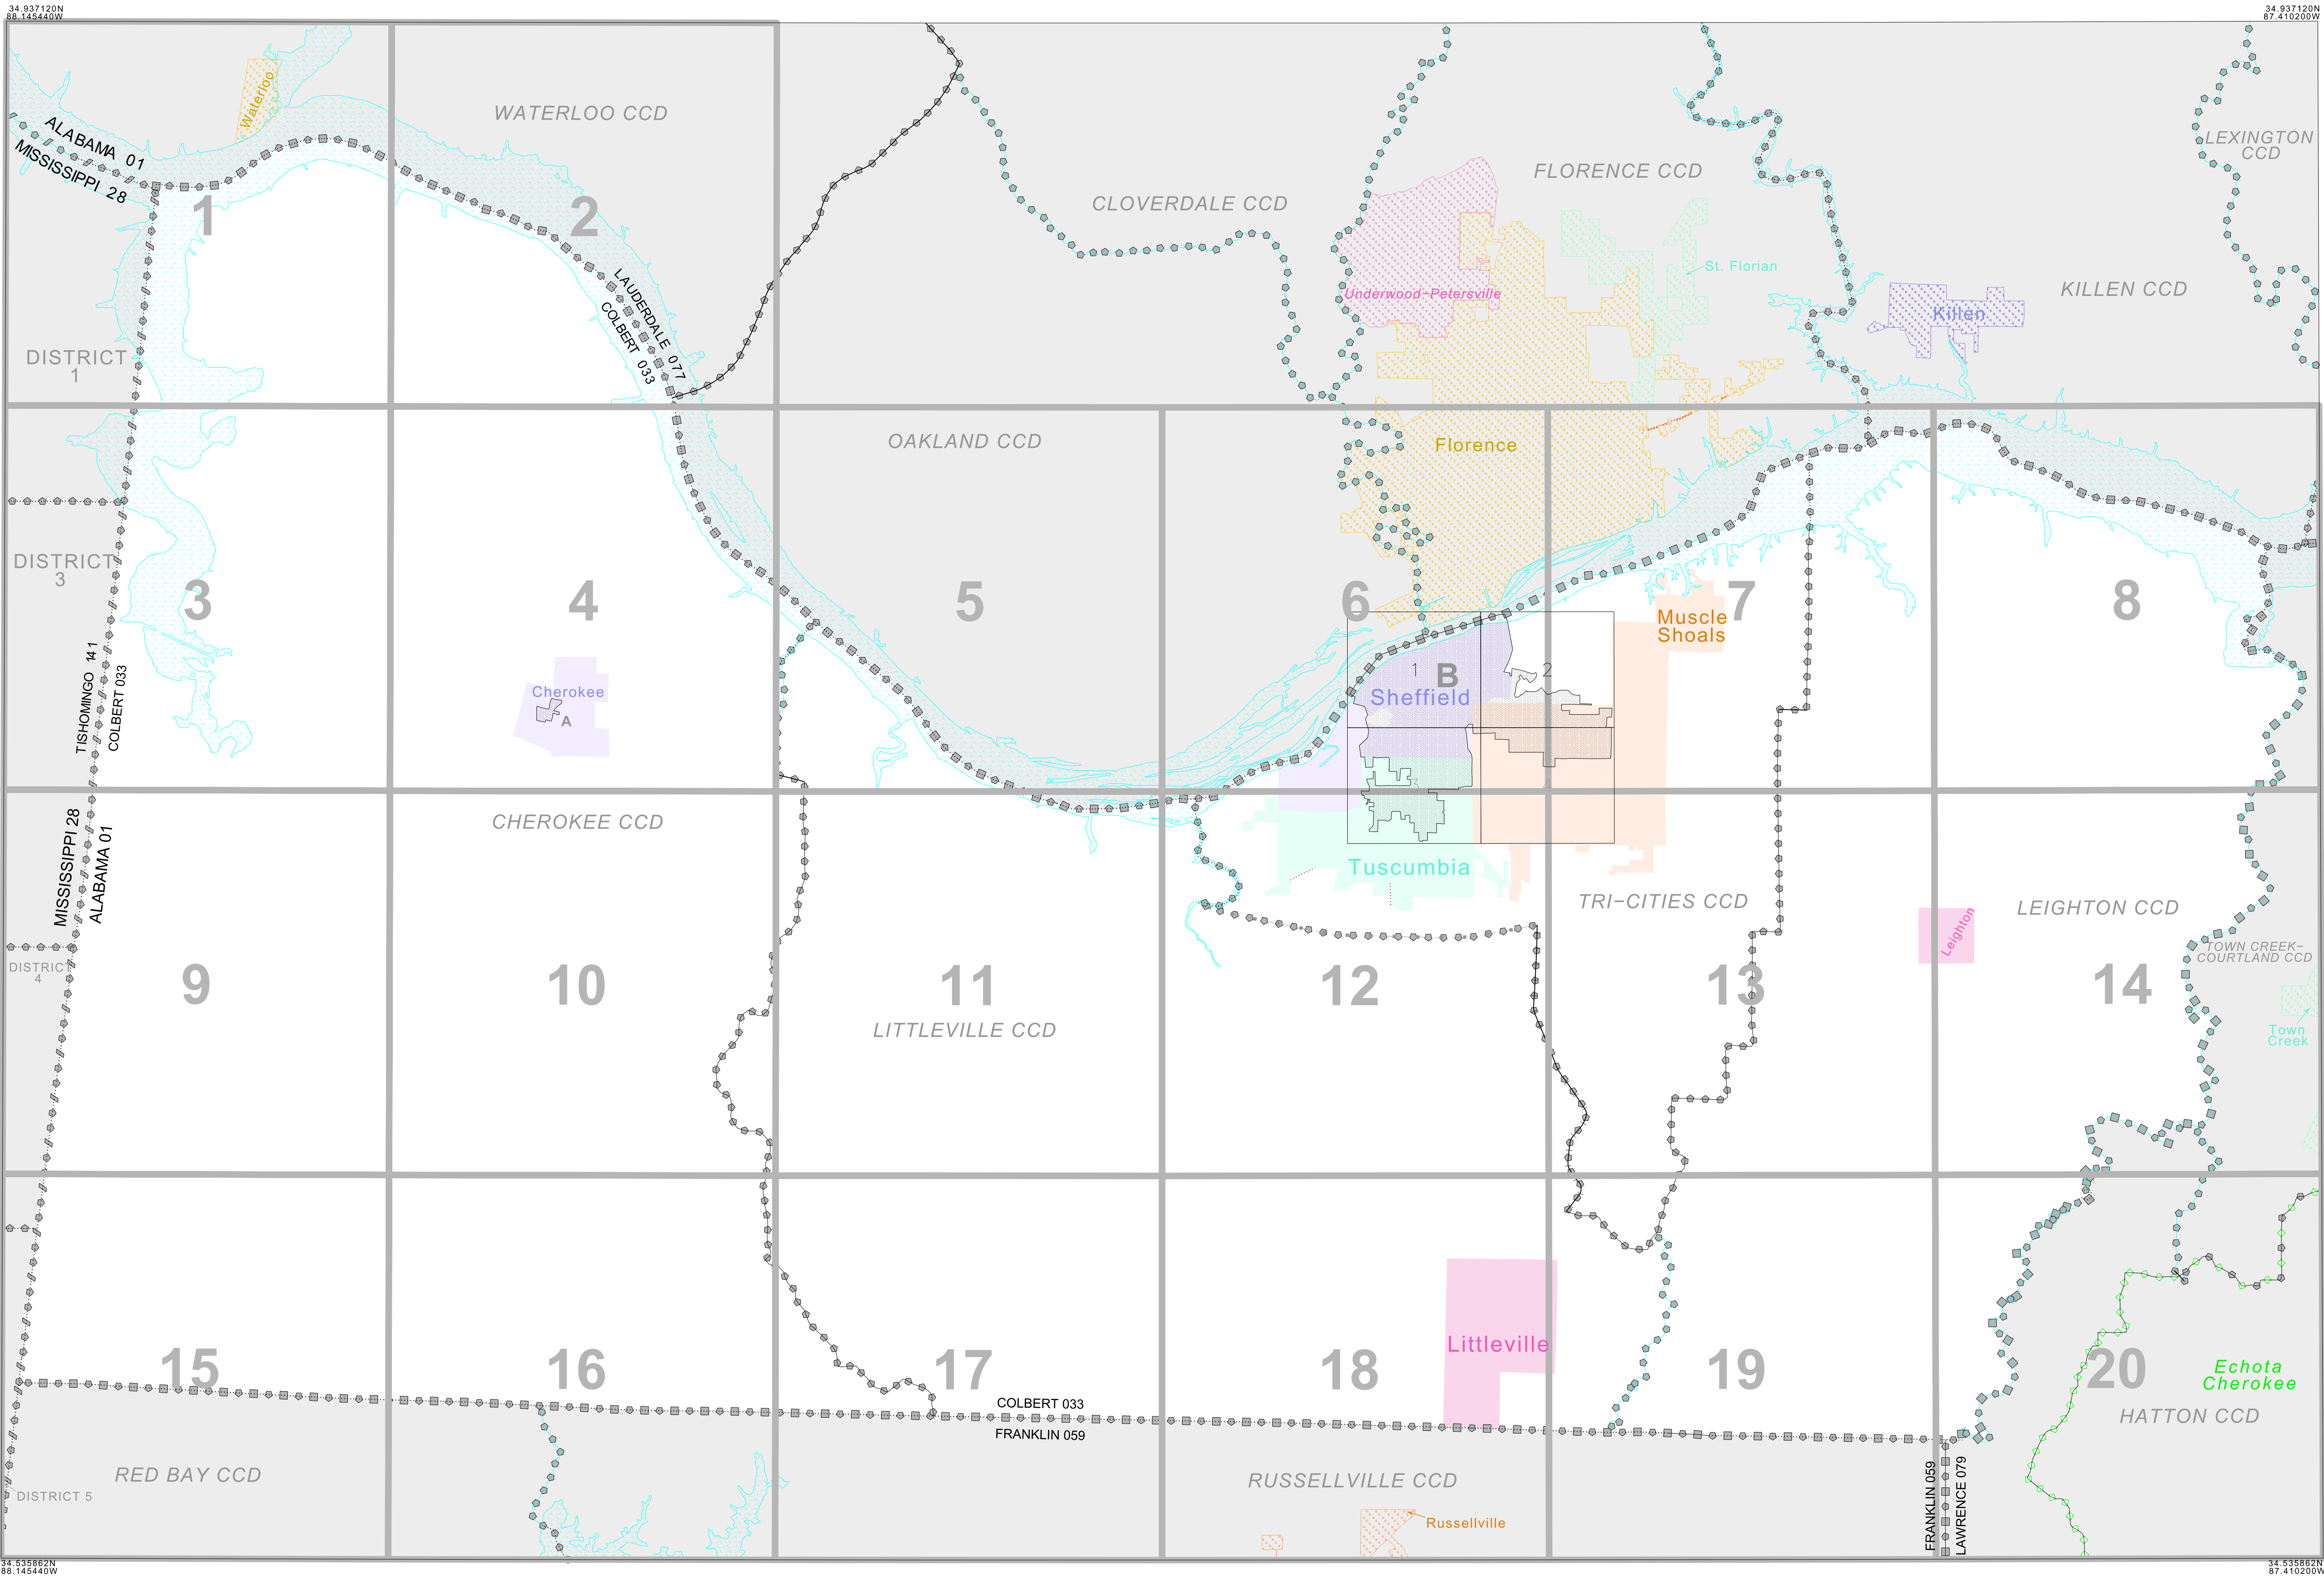 34.937120N
88.145440W
34.937120N
87.410200W
Waterloo
WATERLOO CCD
ALABAMA 01
MISSISSIPPI 28
1
2
CLOVERDALE CCD
FLORENCE CCD
LEXINGTON
CCD
St. Florian
Underwood-Petersville
KILLEN CCD
Killen
LAUDERDALE 077
COLBERT 033
DISTRICT
1
OAKLAND CCD
Florence
DISTRICT
3
3
4
5
6
7
8
Muscle
Shoals
1
B
2
Sheffield
Cherokee
A
TISHOMINGO 141
COLBERT 033
MISSISSIPPI 28
ALABAMA 01
CHEROKEE CCD
Tuscumbia
TRI-CITIES CCD
LEIGHTON CCD
Leighton
TOWN CREEK-
COURTLAND CCD
DISTRICT
4
9
10
11
12
13
14
LITTLEVILLE CCD
Town
Creek
Littleville
15
16
17
18
19
20
Echota
Cherokee
COLBERT 033
FRANKLIN 059
HATTON CCD
RED BAY CCD
RUSSELLVILLE CCD
DISTRICT 5
Russellville
FRANKLIN 059
LAWRENCE 079
34.535862N
88.145440W
34.535862N
87.410200W